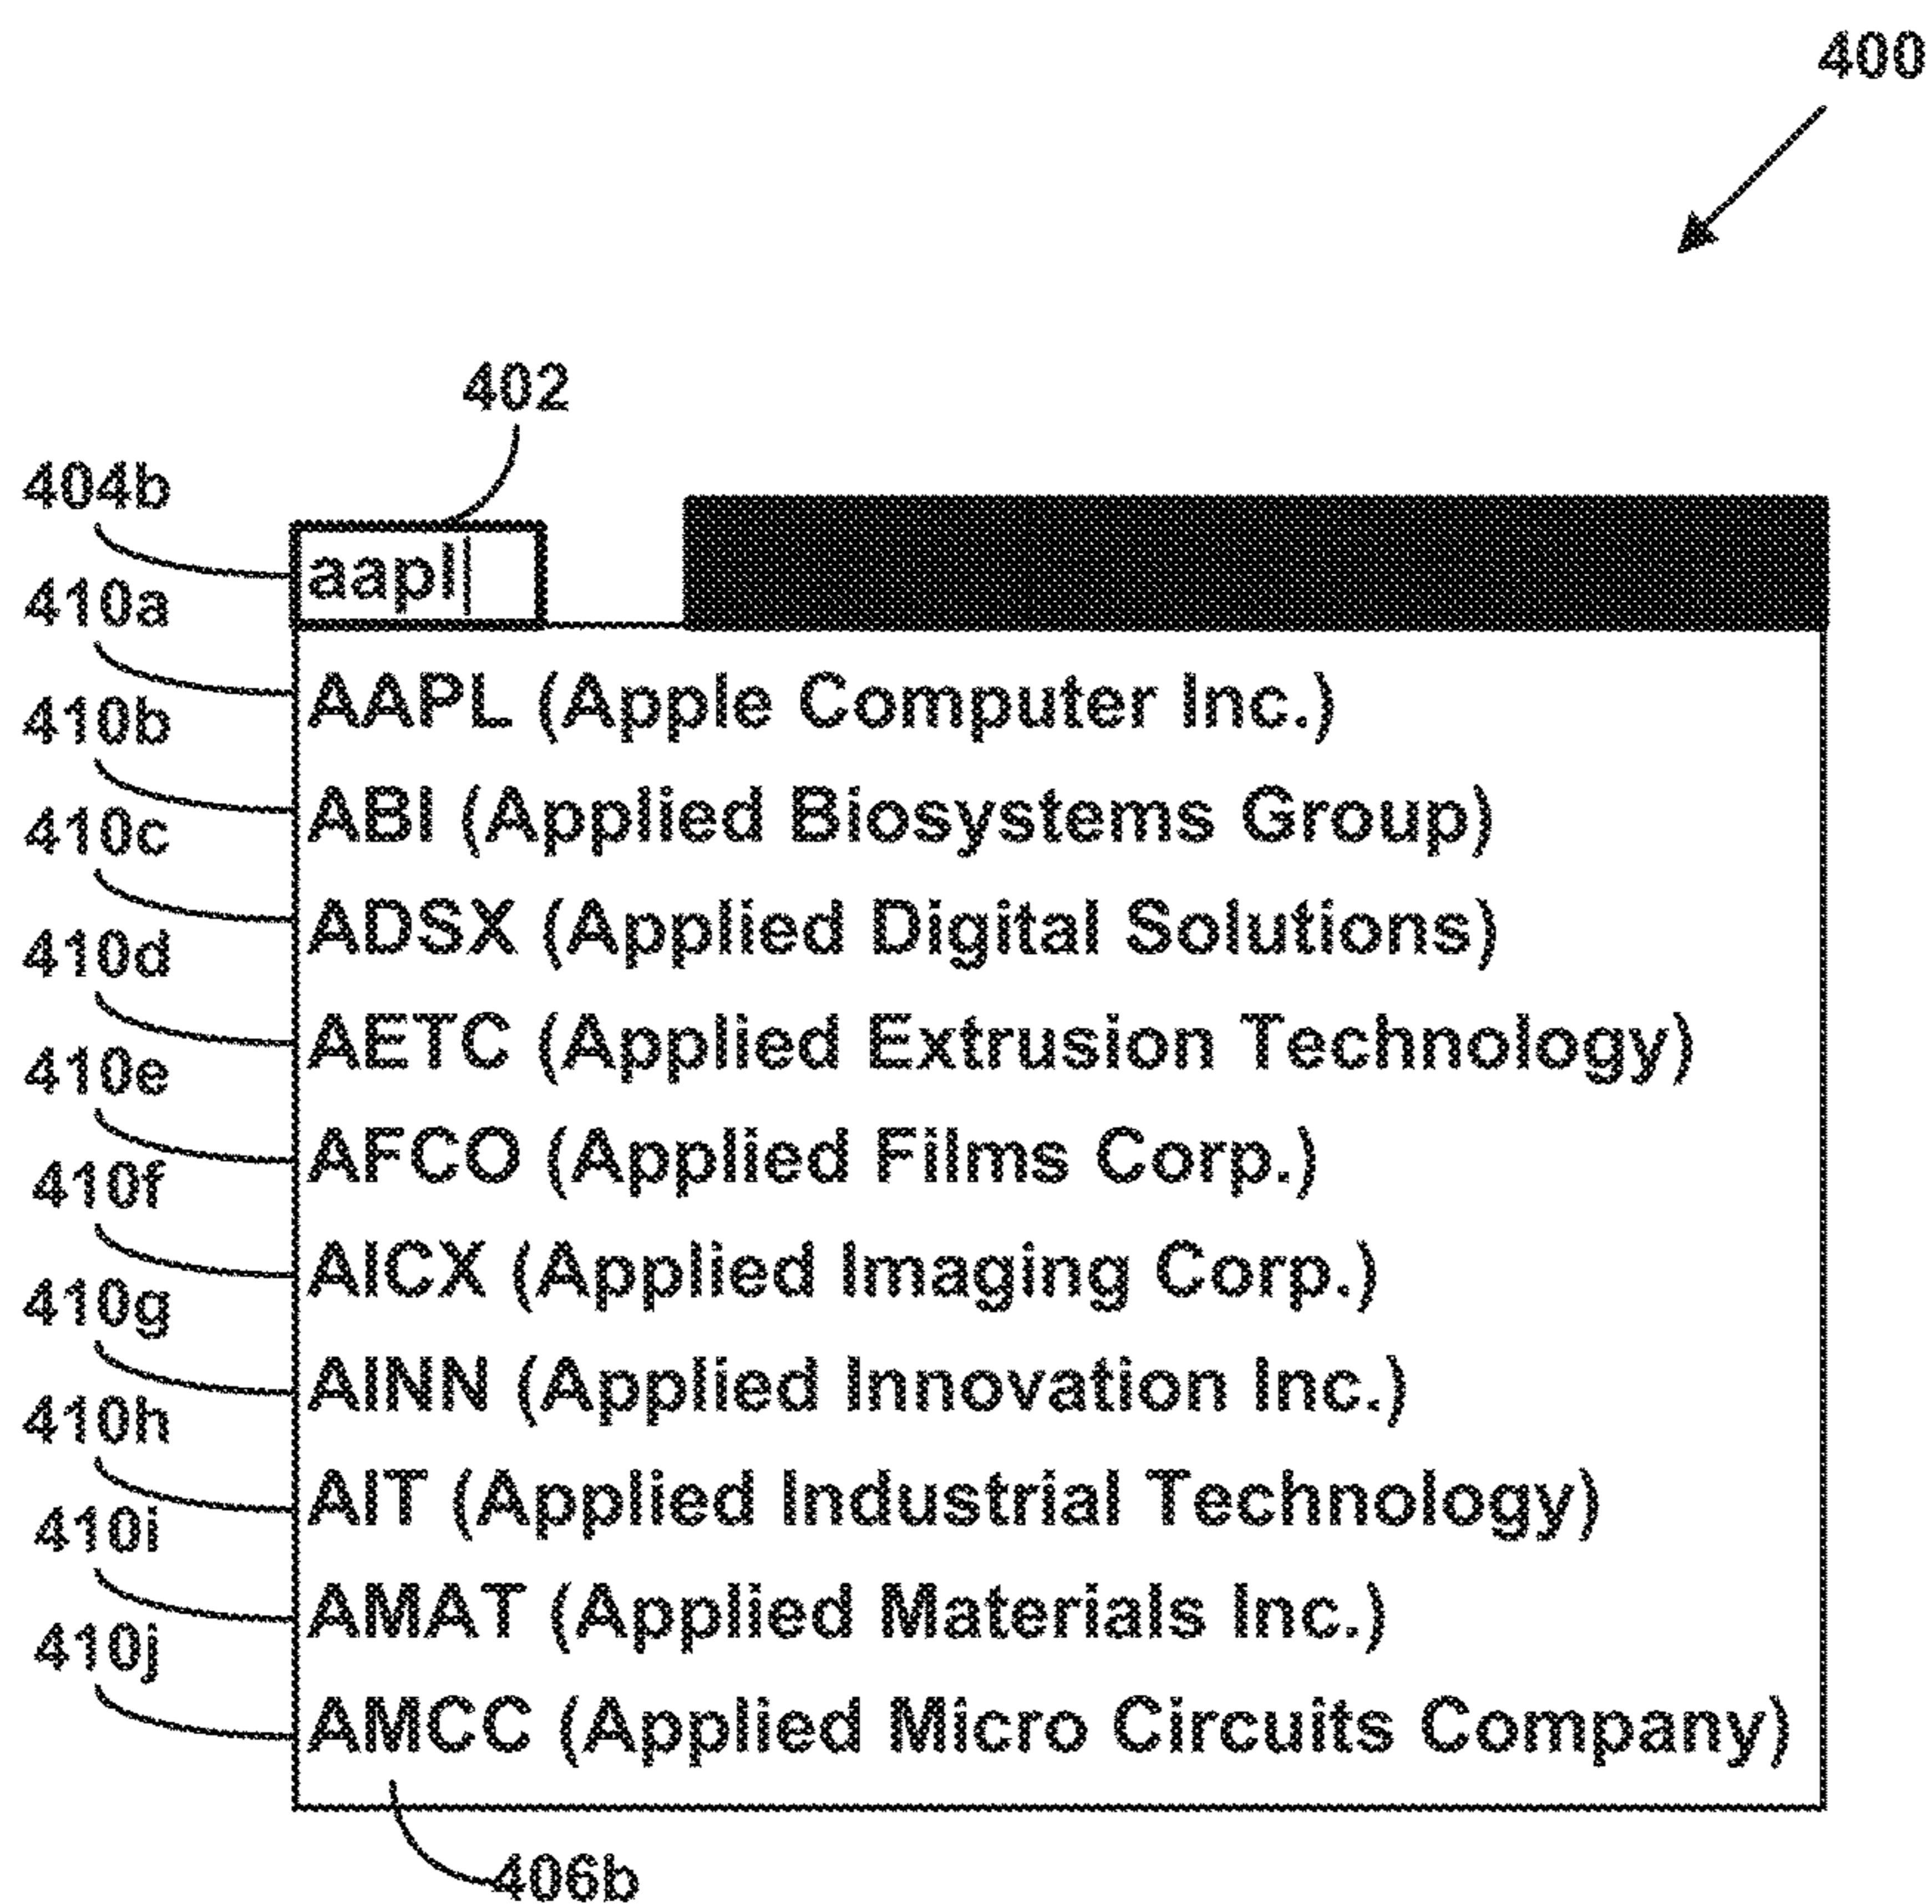 400
402
404b
aapl
410a
AAPL (Apple Computer Inc.)
410b
ABI (Applied Biosystems Group)
410c
ADSX (Applied Digital Solutions)
410d
AETC (Applied Extrusion Technology)
410e
AFCO (Applied Films Corp.)
410f
AICX (Applied Imaging Corp.)
410g
AINN (Applied Innovation Inc.)
410h
AIT (Applied Industrial Technology)
410i
AMAT (Applied Materials Inc.)
410j
AMCC (Applied Micro Circuits Company)
406b